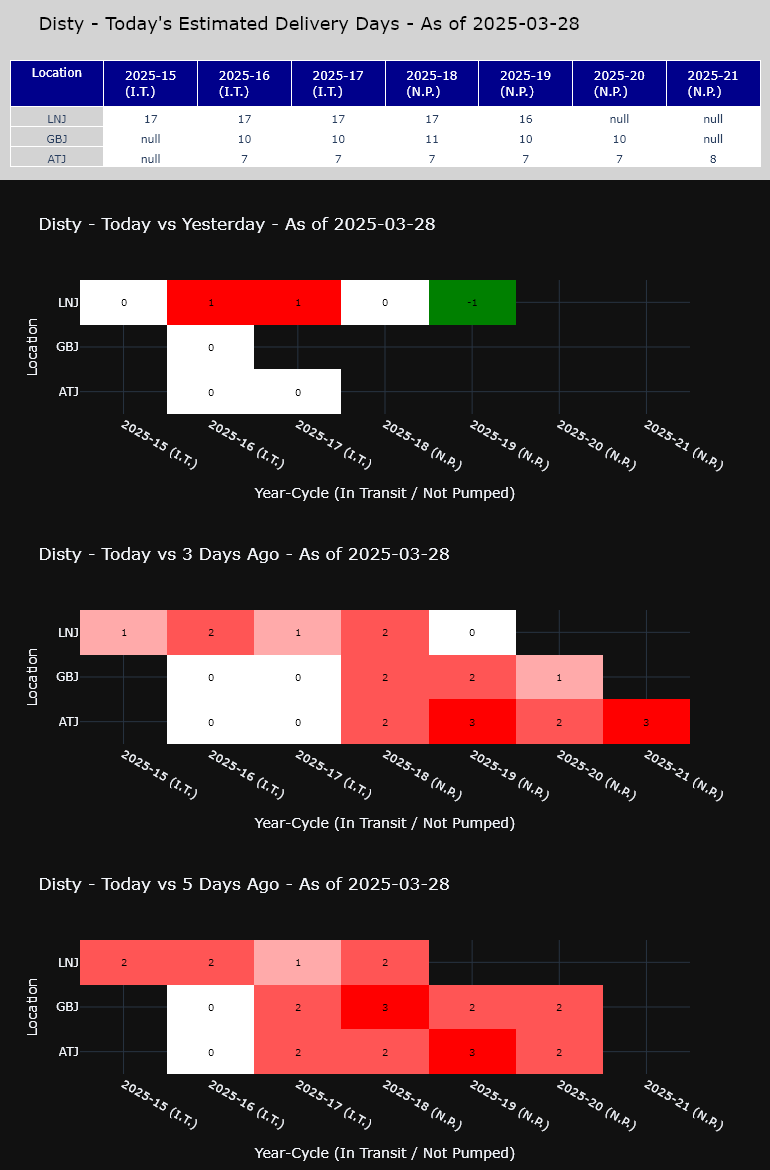 Disty - Today's Estimated Delivery Days - As of 2025-03-28
Location 2025-15 (I.T.) 2025-16 (I.T.) 2025-17 (I.T.) 2025-18 (N.P.) 2025-19 (N.P.) 2025-20 (N.P.) 2025-21 (N.P.)
LNJ 17 17 17 17 16 null null
GBJ null 10 10 11 10 10 null
ATJ null 7 7 7 7 7 8
Disty - Today vs Yesterday - As of 2025-03-28
Location
LNJ 0 1 1 0 -1
GBJ 0
ATJ 0 0
2025-15 (I.T.) 2025-16 (I.T.) 2025-17 (I.T.) 2025-18 (N.P.) 2025-19 (N.P.) 2025-20 (N.P.) 2025-21 (N.P.)
Year-Cycle (In Transit / Not Pumped)
Disty - Today vs 3 Days Ago - As of 2025-03-28
Location
LNJ 1 2 1 2 0
GBJ 0 0 2 2 1
ATJ 0 0 2 3 2 3
2025-15 (I.T.) 2025-16 (I.T.) 2025-17 (I.T.) 2025-18 (N.P.) 2025-19 (N.P.) 2025-20 (N.P.) 2025-21 (N.P.)
Year-Cycle (In Transit / Not Pumped)
Disty - Today vs 5 Days Ago - As of 2025-03-28
Location
LNJ 2 2 1 2
GBJ 0 2 3 2 2
ATJ 0 2 2 3 2
2025-15 (I.T.) 2025-16 (I.T.) 2025-17 (I.T.) 2025-18 (N.P.) 2025-19 (N.P.) 2025-20 (N.P.) 2025-21 (N.P.)
Year-Cycle (In Transit / Not Pumped)